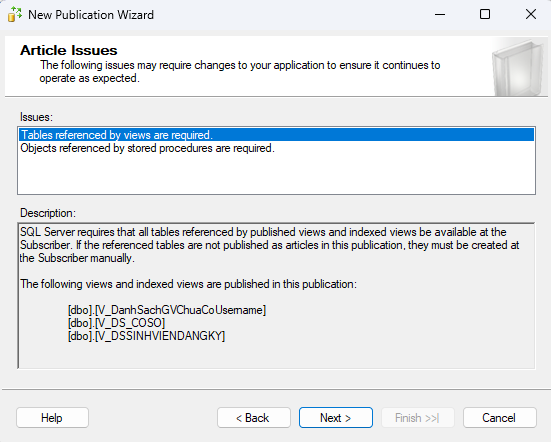 New Publication Wizard
Article Issues
The following issues may require changes to your application to ensure it continues to
operate as expected.
Issues:
Tables referenced by views are required.
Objects referenced by stored procedures are required.
Description:
SQL Server requires that all tables referenced by published views and indexed views be available at the
Subscriber. If the referenced tables are not published as articles in this publication, they must be created at
the Subscriber manually.
The following views and indexed views are published in this publication:
[dbo].[V_DanhSachGVChuaCoUsername]
[dbo].[V_DS_COSO]
[dbo].[V_DSSINHVIENDANGKY]
Help
< Back
Next >
Finish >>|
Cancel